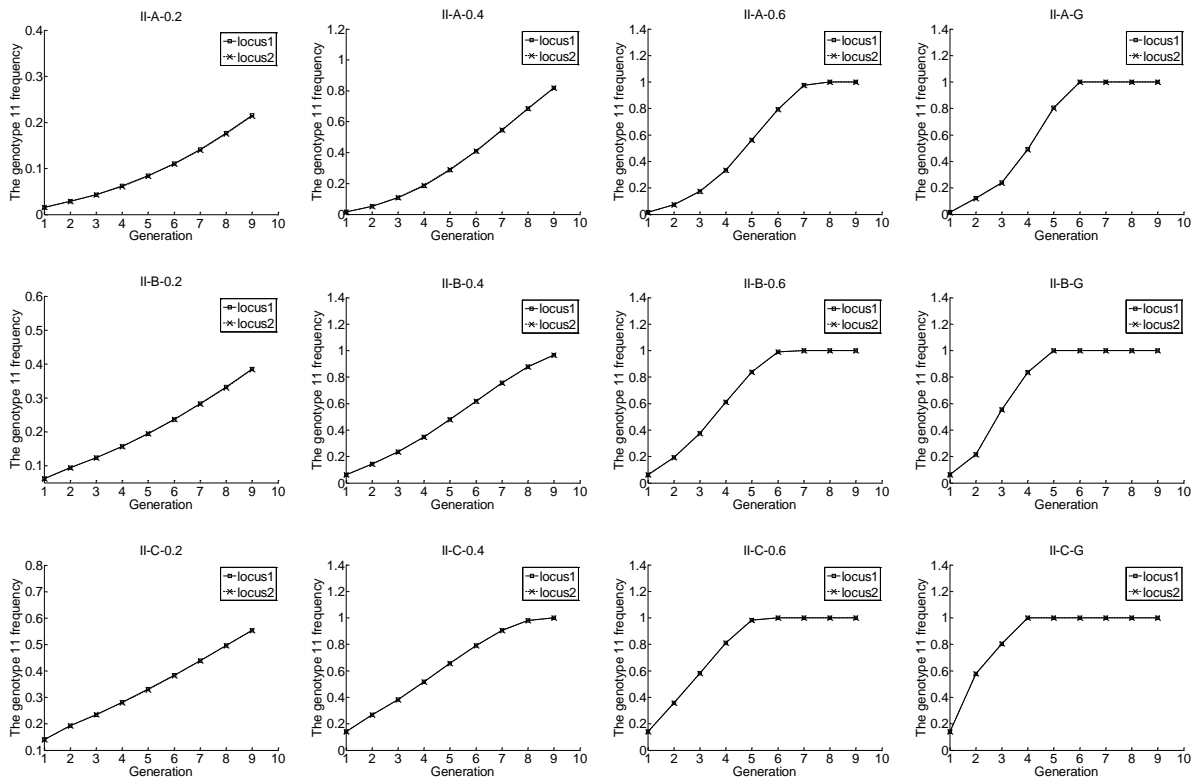 II-A-0.2
The genotype 11 frequency
0.4
0.3
0.2
0.1
0
1 2 3 4 5 6 7 8 9 10
Generation
locus1
locus2
II-A-0.4
The genotype 11 frequency
1.2
1
0.8
0.6
0.4
0.2
0
1 2 3 4 5 6 7 8 9 10
Generation
locus1
locus2
II-A-0.6
The genotype 11 frequency
1.4
1.2
1
0.8
0.6
0.4
0.2
0
1 2 3 4 5 6 7 8 9 10
Generation
locus1
locus2
II-A-G
The genotype 11 frequency
1.4
1.2
1
0.8
0.6
0.4
0.2
0
1 2 3 4 5 6 7 8 9 10
Generation
locus1
locus2
II-B-0.2
The genotype 11 frequency
0.6
0.5
0.4
0.3
0.2
0.1
1 2 3 4 5 6 7 8 9 10
Generation
locus1
locus2
II-B-0.4
The genotype 11 frequency
1.4
1.2
1
0.8
0.6
0.4
0.2
0
1 2 3 4 5 6 7 8 9 10
Generation
locus1
locus2
II-B-0.6
The genotype 11 frequency
1.4
1.2
1
0.8
0.6
0.4
0.2
0
1 2 3 4 5 6 7 8 9 10
Generation
locus1
locus2
II-B-G
The genotype 11 frequency
1.4
1.2
1
0.8
0.6
0.4
0.2
0
1 2 3 4 5 6 7 8 9 10
Generation
locus1
locus2
II-C-0.2
The genotype 11 frequency
0.8
0.7
0.6
0.5
0.4
0.3
0.2
0.1
1 2 3 4 5 6 7 8 9 10
Generation
locus1
locus2
II-C-0.4
The genotype 11 frequency
1.4
1.2
1
0.8
0.6
0.4
0.2
0
1 2 3 4 5 6 7 8 9 10
Generation
locus1
locus2
II-C-0.6
The genotype 11 frequency
1.4
1.2
1
0.8
0.6
0.4
0.2
0
1 2 3 4 5 6 7 8 9 10
Generation
locus1
locus2
II-C-G
The genotype 11 frequency
1.4
1.2
1
0.8
0.6
0.4
0.2
0
1 2 3 4 5 6 7 8 9 10
Generation
locus1
locus2